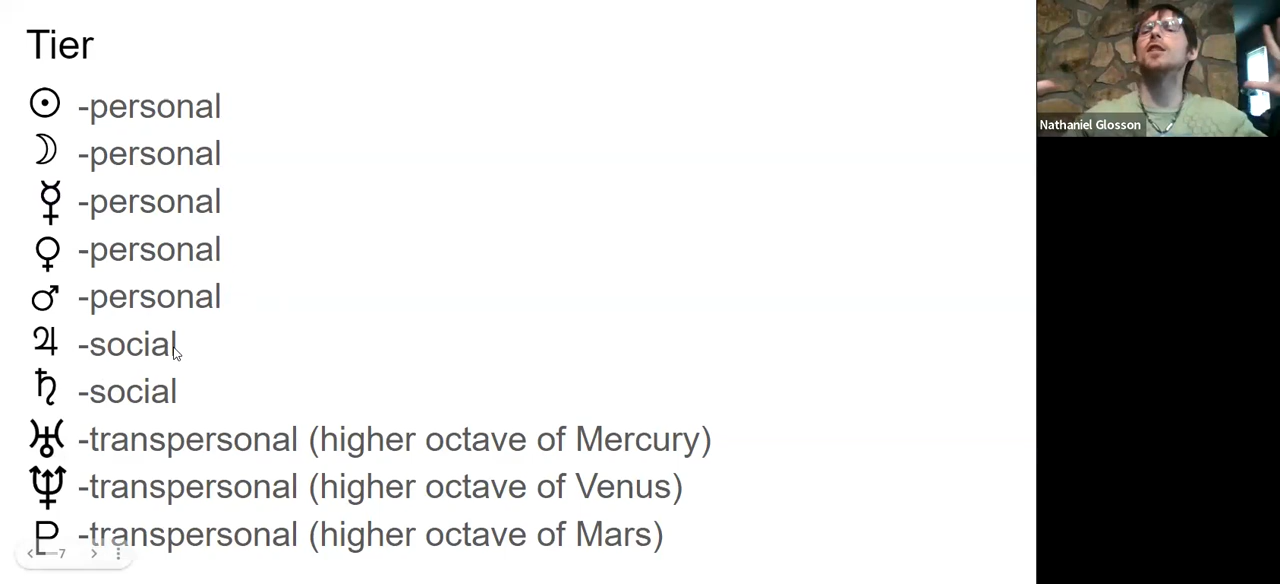 Tier
☉ -personal
☽ -personal
☿ -personal
♀ -personal
♂ -personal
♃ -social
♄ -social
♅ -transpersonal (higher octave of Mercury)
♆ -transpersonal (higher octave of Venus)
♇ -transpersonal (higher octave of Mars)
7
Nathaniel Glosson